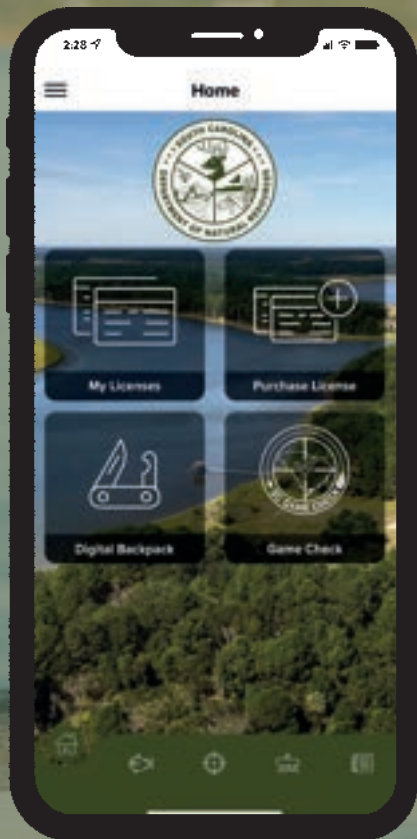 2:28
Home
SOUTH CAROLINA
DEPARTMENT OF NATURAL RESOURCES
My Licenses
Purchase License
Digital Backpack
Game Check
SC GAME CHECK